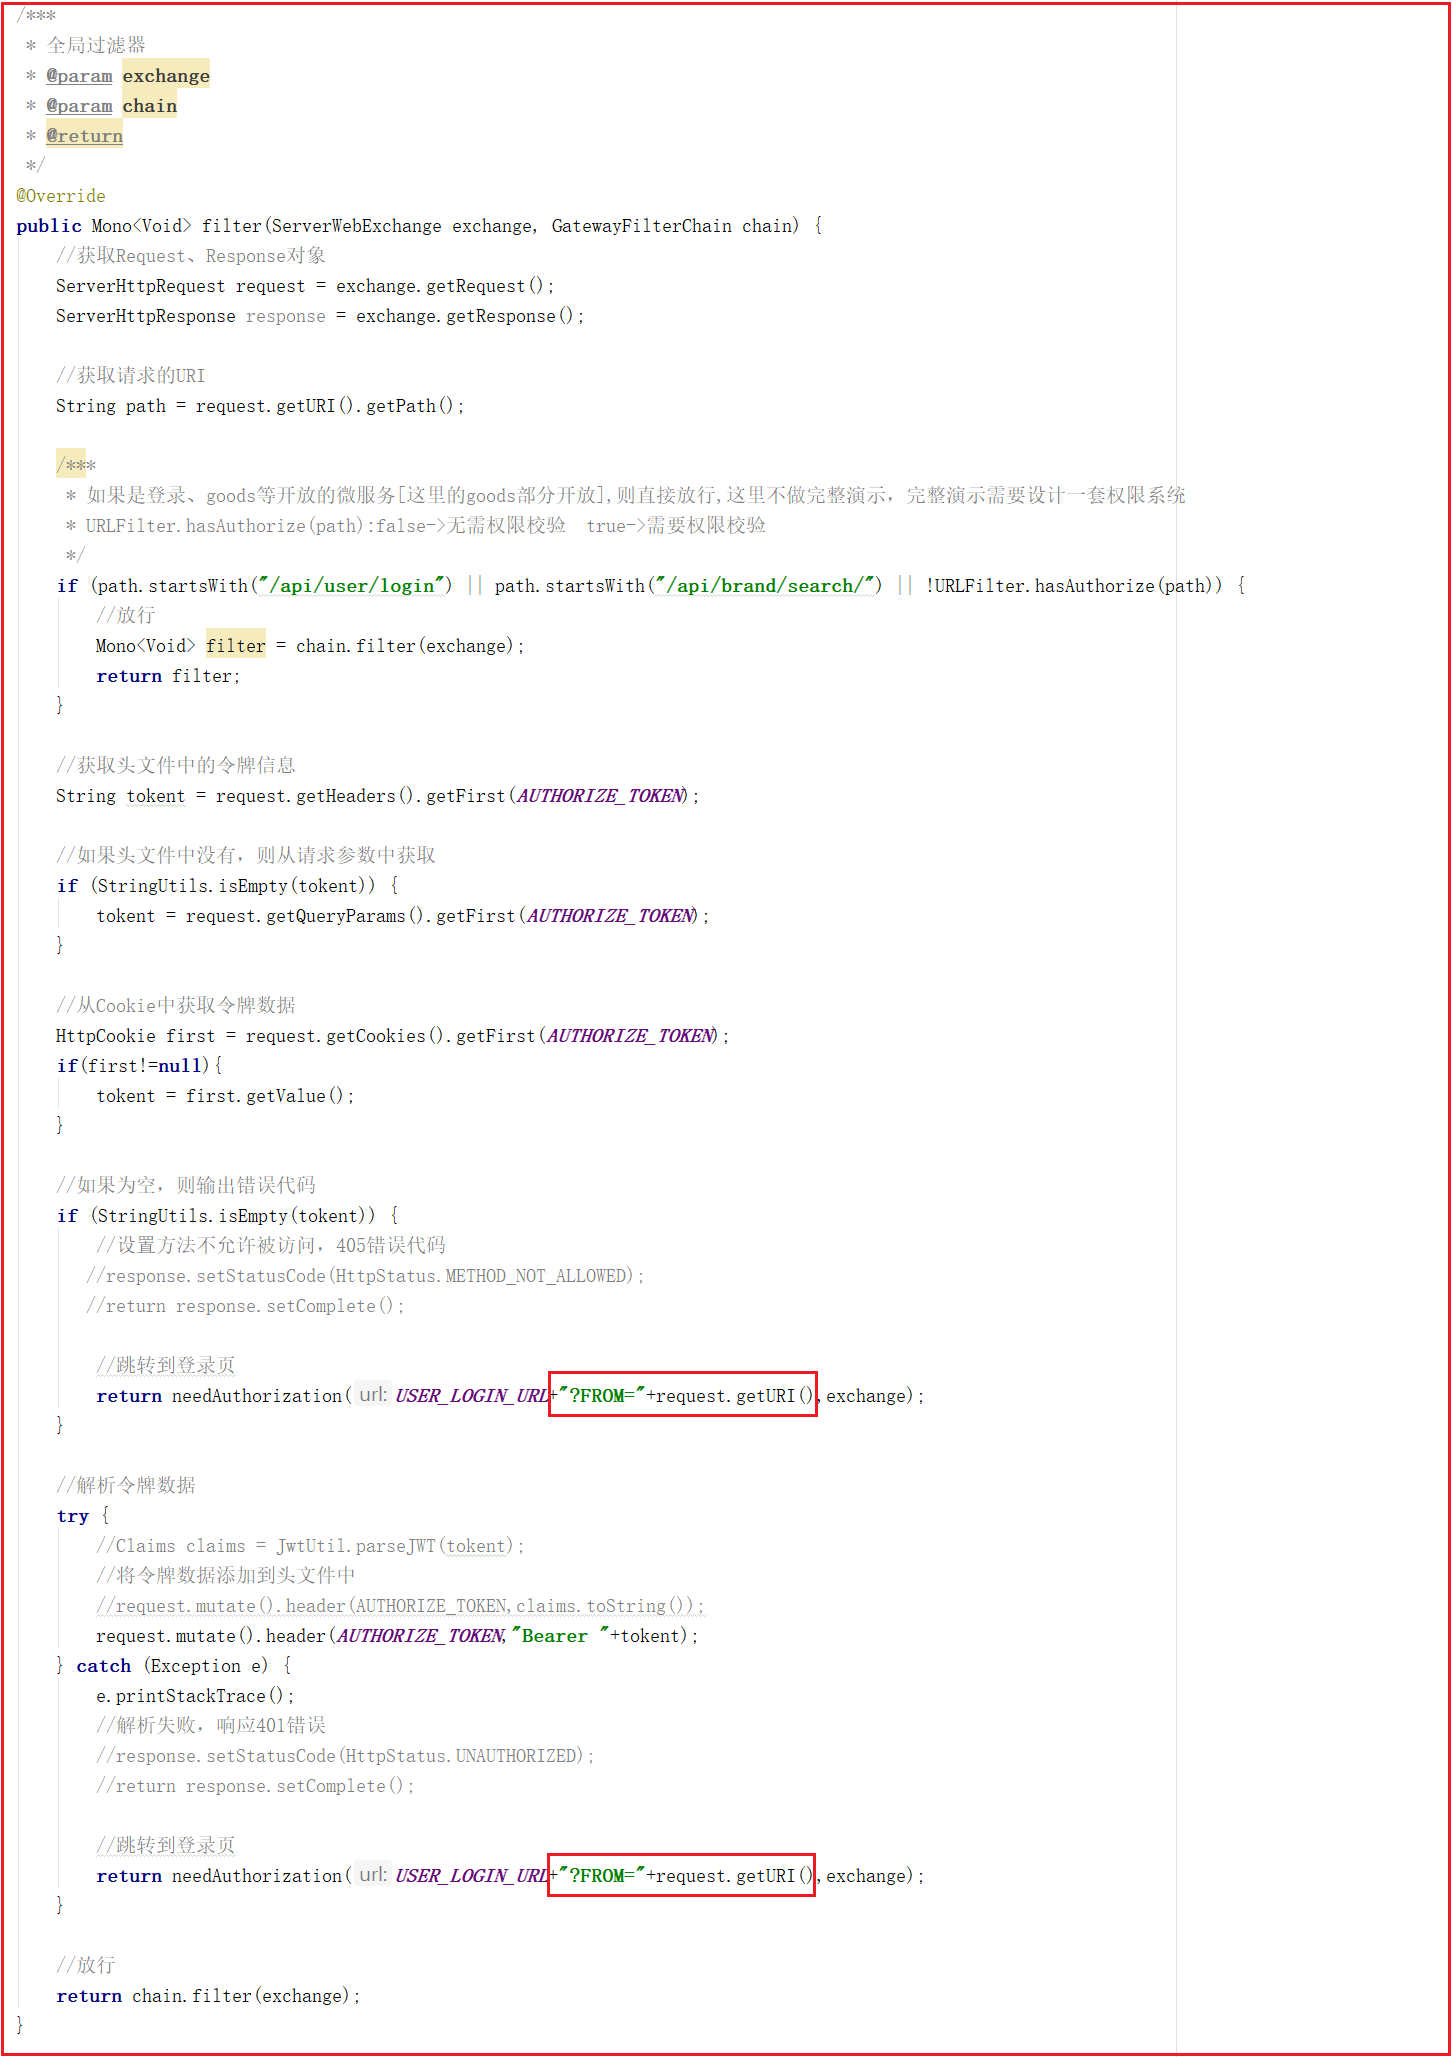 /***
 * 全局过滤器
 * @param exchange
 * @param chain
 * @return
 */
@Override
public Mono<Void> filter(ServerWebExchange exchange, GatewayFilterChain chain) {
    //获取Request、Response对象
    ServerHttpRequest request = exchange.getRequest();
    ServerHttpResponse response = exchange.getResponse();

    //获取请求的URI
    String path = request.getURI().getPath();

    /***
     * 如果是登录、goods等开放的微服务[这里的goods部分开放],则直接放行,这里不做完整演示，完整演示需要设计一套权限系统
     * URLFilter.hasAuthorize(path):false->无需权限校验  true->需要权限校验
     */
    if (path.startsWith("/api/user/login") || path.startsWith("/api/brand/search/") || !URLFilter.hasAuthorize(path)) {
        //放行
        Mono<Void> filter = chain.filter(exchange);
        return filter;
    }

    //获取头文件中的令牌信息
    String tokent = request.getHeaders().getFirst(AUTHORIZE_TOKEN);

    //如果头文件中没有，则从请求参数中获取
    if (StringUtils.isEmpty(tokent)) {
        tokent = request.getQueryParams().getFirst(AUTHORIZE_TOKEN);
    }

    //从Cookie中获取令牌数据
    HttpCookie first = request.getCookies().getFirst(AUTHORIZE_TOKEN);
    if(first!=null){
        tokent = first.getValue();
    }

    //如果为空，则输出错误代码
    if (StringUtils.isEmpty(tokent)) {
        //设置方法不允许被访问，405错误代码
       //response.setStatusCode(HttpStatus.METHOD_NOT_ALLOWED);
       //return response.setComplete();

        //跳转到登录页
        return needAuthorization( url: USER_LOGIN_URL+"?FROM="+request.getURI(),exchange);
    }

    //解析令牌数据
    try {
        //Claims claims = JwtUtil.parseJWT(tokent);
        //将令牌数据添加到头文件中
        //request.mutate().header(AUTHORIZE_TOKEN,claims.toString());
        request.mutate().header(AUTHORIZE_TOKEN,"Bearer "+tokent);
    } catch (Exception e) {
        e.printStackTrace();
        //解析失败，响应401错误
        //response.setStatusCode(HttpStatus.UNAUTHORIZED);
        //return response.setComplete();

        //跳转到登录页
        return needAuthorization( url: USER_LOGIN_URL+"?FROM="+request.getURI(),exchange);
    }

    //放行
    return chain.filter(exchange);
}